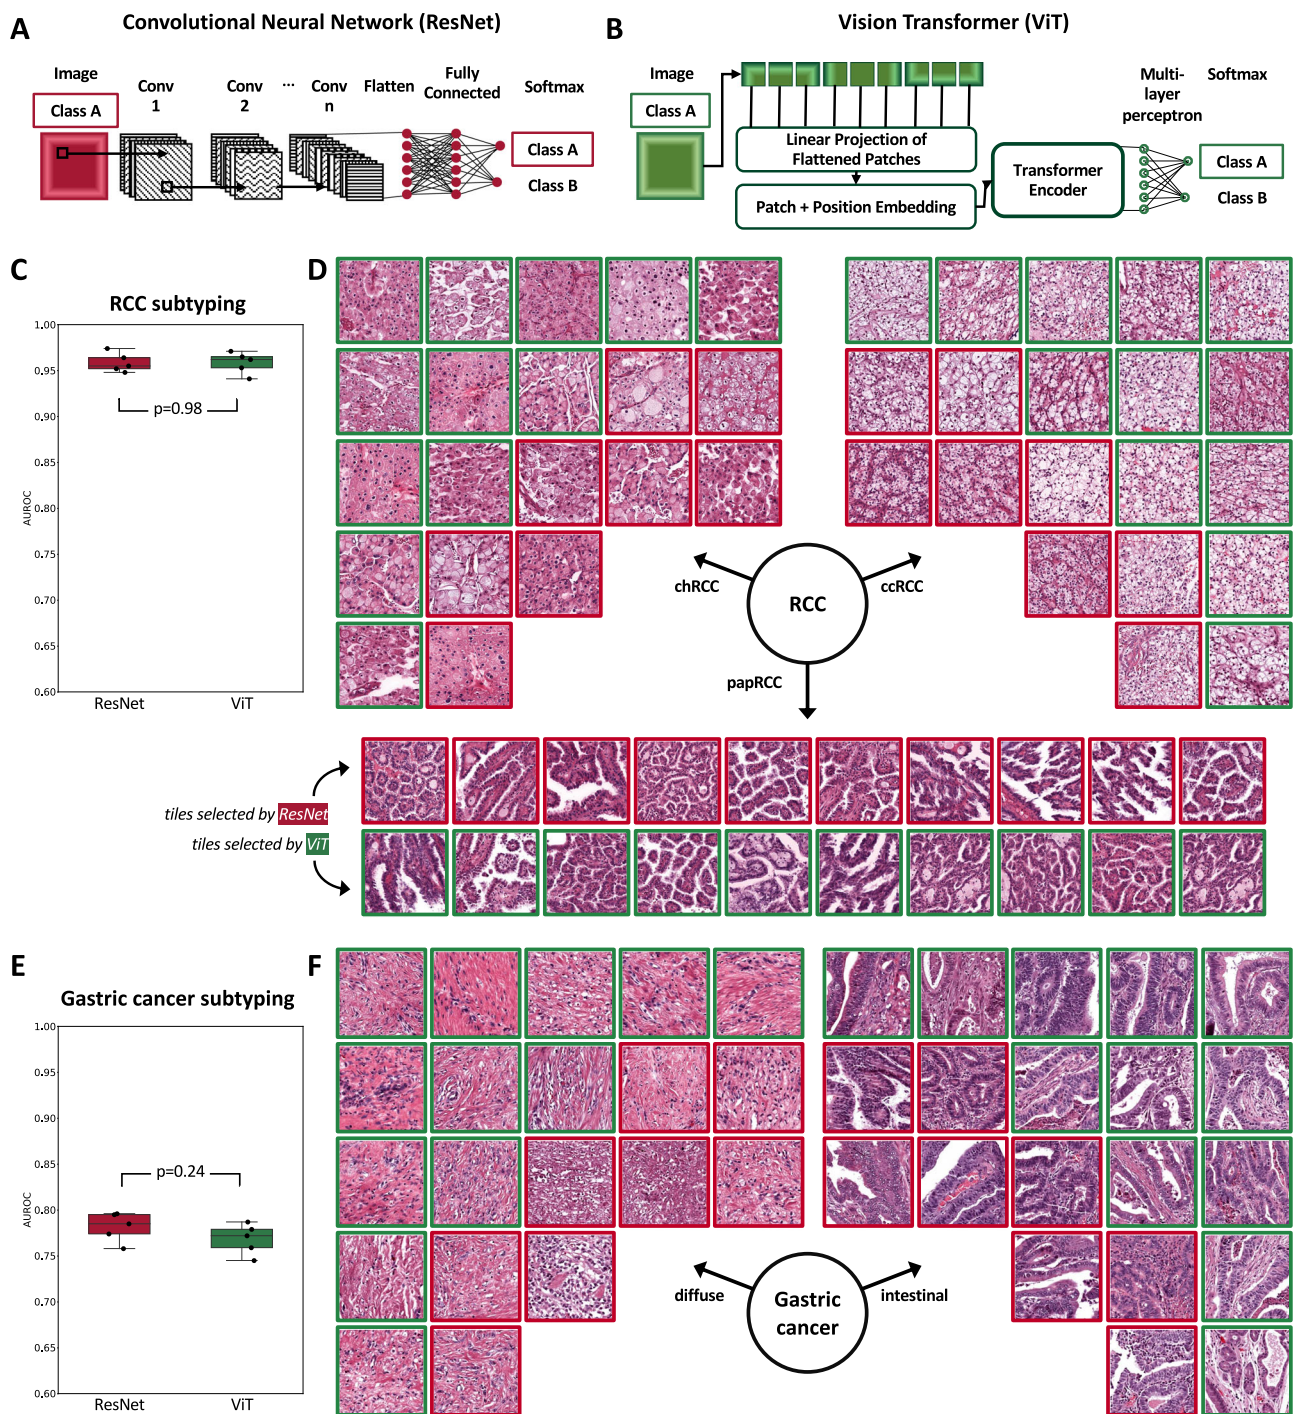 A
Convolutional Neural Network (ResNet)
Image
Class A
Conv
1
Conv
2
...
Conv
n
Flatten
Fully
Connected
Softmax
Class A
Class B
B
Vision Transformer (ViT)
Image
Class A
Linear Projection of
Flattened Patches
Patch + Position Embedding
Transformer
Encoder
Multi-
layer
perceptron
Softmax
Class A
Class B
C
RCC subtyping
1.00
0.95
0.90
0.85
0.80
0.75
0.70
0.65
0.60
AUROC
p=0.98
ResNet
ViT
D
chRCC
ccRCC
RCC
papRCC
tiles selected by ResNet
tiles selected by ViT
E
Gastric cancer subtyping
1.00
0.95
0.90
0.85
0.80
0.75
0.70
0.65
0.60
AUROC
p=0.24
ResNet
ViT
F
diffuse
intestinal
Gastric
cancer